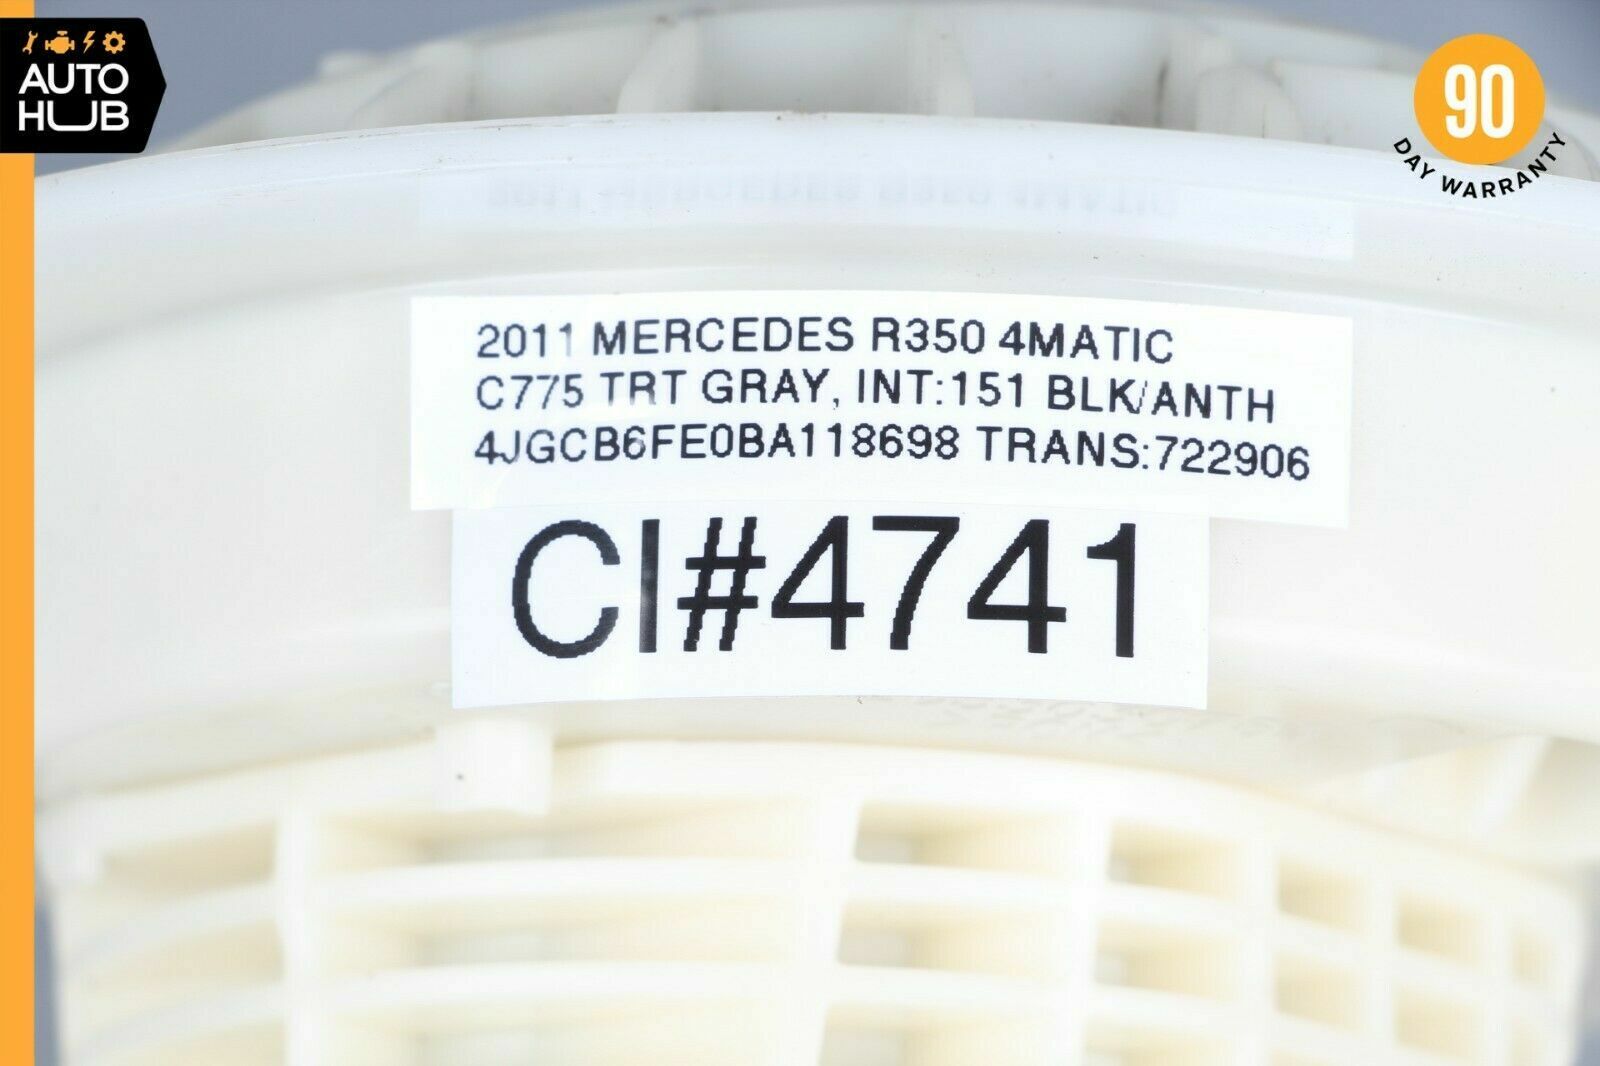 AUTO
HUB
90
DAY WARRANTY
2011 MERCEDES R350 4MATIC
C775 TRT GRAY, INT:151 BLK/ANTH
4JGCB6FE0BA118698 TRANS:722906
CI#4741